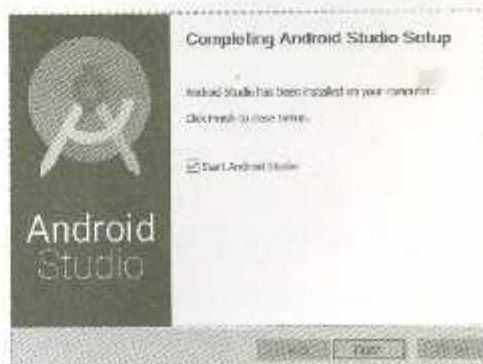 Completing Android Studio Setup
Android Studio has been installed on your computer.
Click Finish to close Setup.
Start Android Studio
Android
Studio
Finish